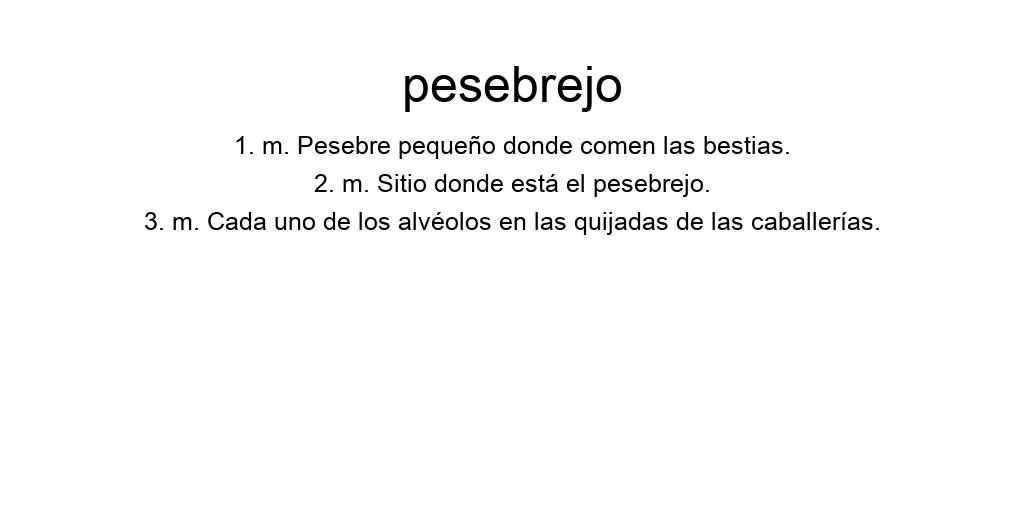 pesebrejo
1. m. Pesebre pequeño donde comen las bestias.
2. m. Sitio donde está el pesebrejo.
3. m. Cada uno de los alvéolos en las quijadas de las caballerías.